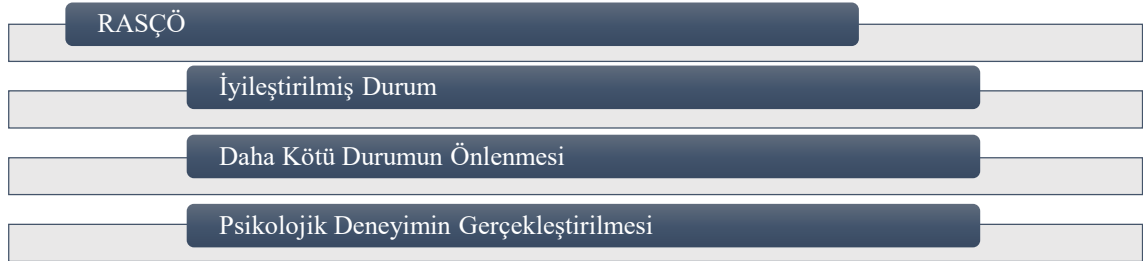 RASÇÖ
İyileştirilmiş Durum
Daha Kötü Durumun Önlenmesi
Psikolojik Deneyimin Gerçekleştirilmesi